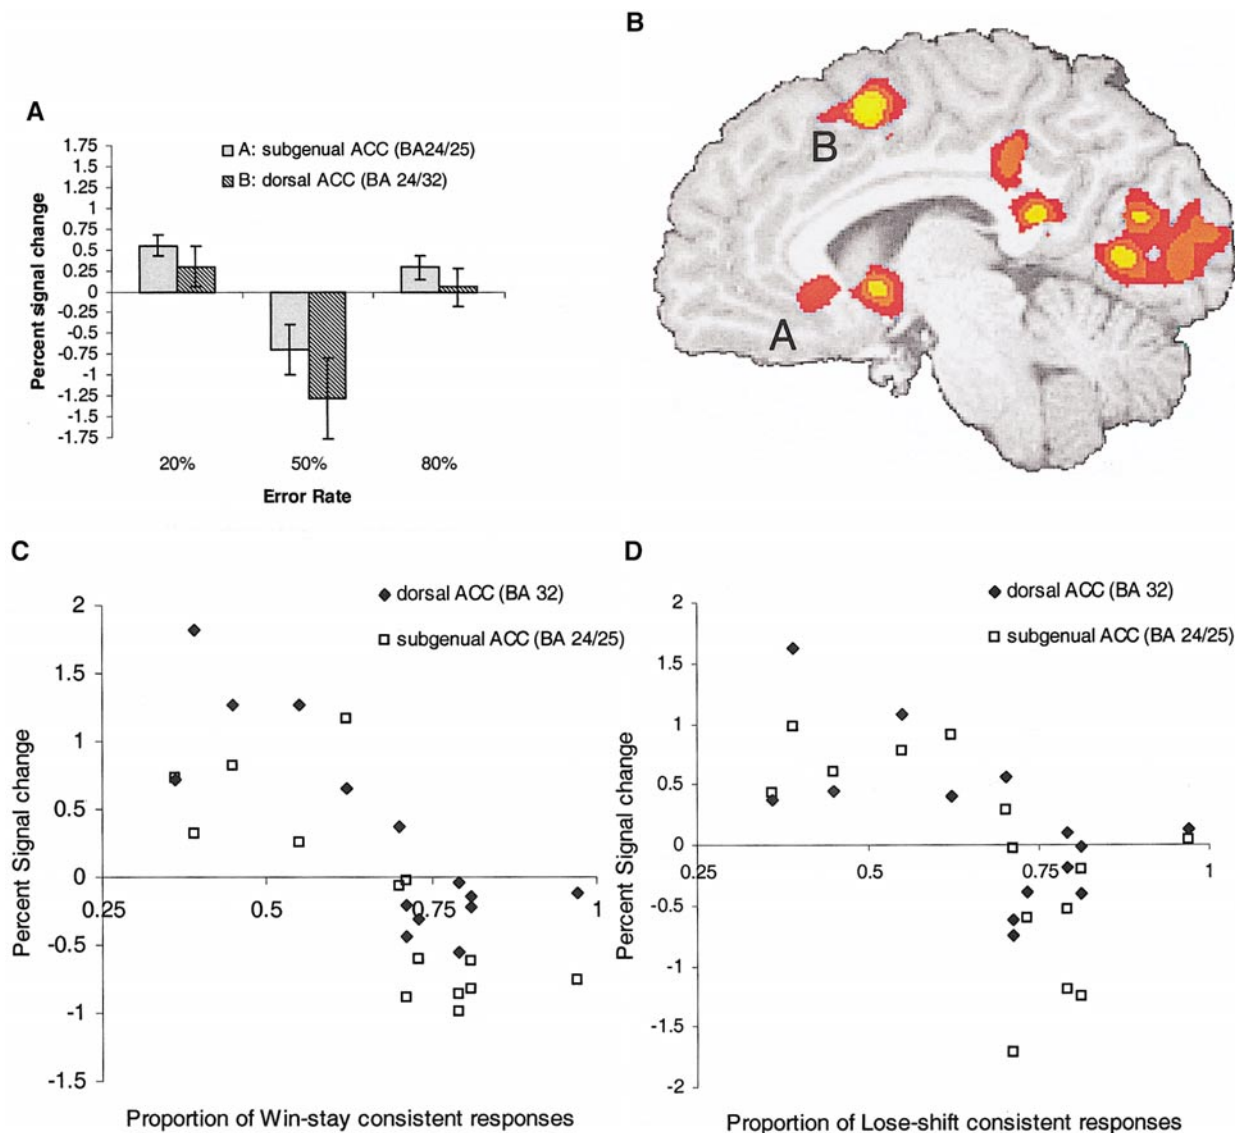 A
A: subgenual ACC (BA24/25)
B: dorsal ACC (BA 24/32)
Percent signal change
1.75
1.5
1.25
1
0.75
0.5
0.25
0
-0.25
-0.5
-0.75
-1
-1.25
-1.5
-1.75
20%
50%
80%
Error Rate
B
B
A
C
dorsal ACC (BA 32)
subgenual ACC (BA 24/25)
Percent Signal change
2
1.5
1
0.5
0
-0.5
-1
-1.5
0.25
0.5
0.75
1
Proportion of Win-stay consistent responses
D
dorsal ACC (BA 32)
subgenual ACC (BA 24/25)
Percent Signal change
2
1.5
1
0.5
0
-0.5
-1
-1.5
-2
0.25
0.5
0.75
1
Proportion of Lose-shift consistent responses